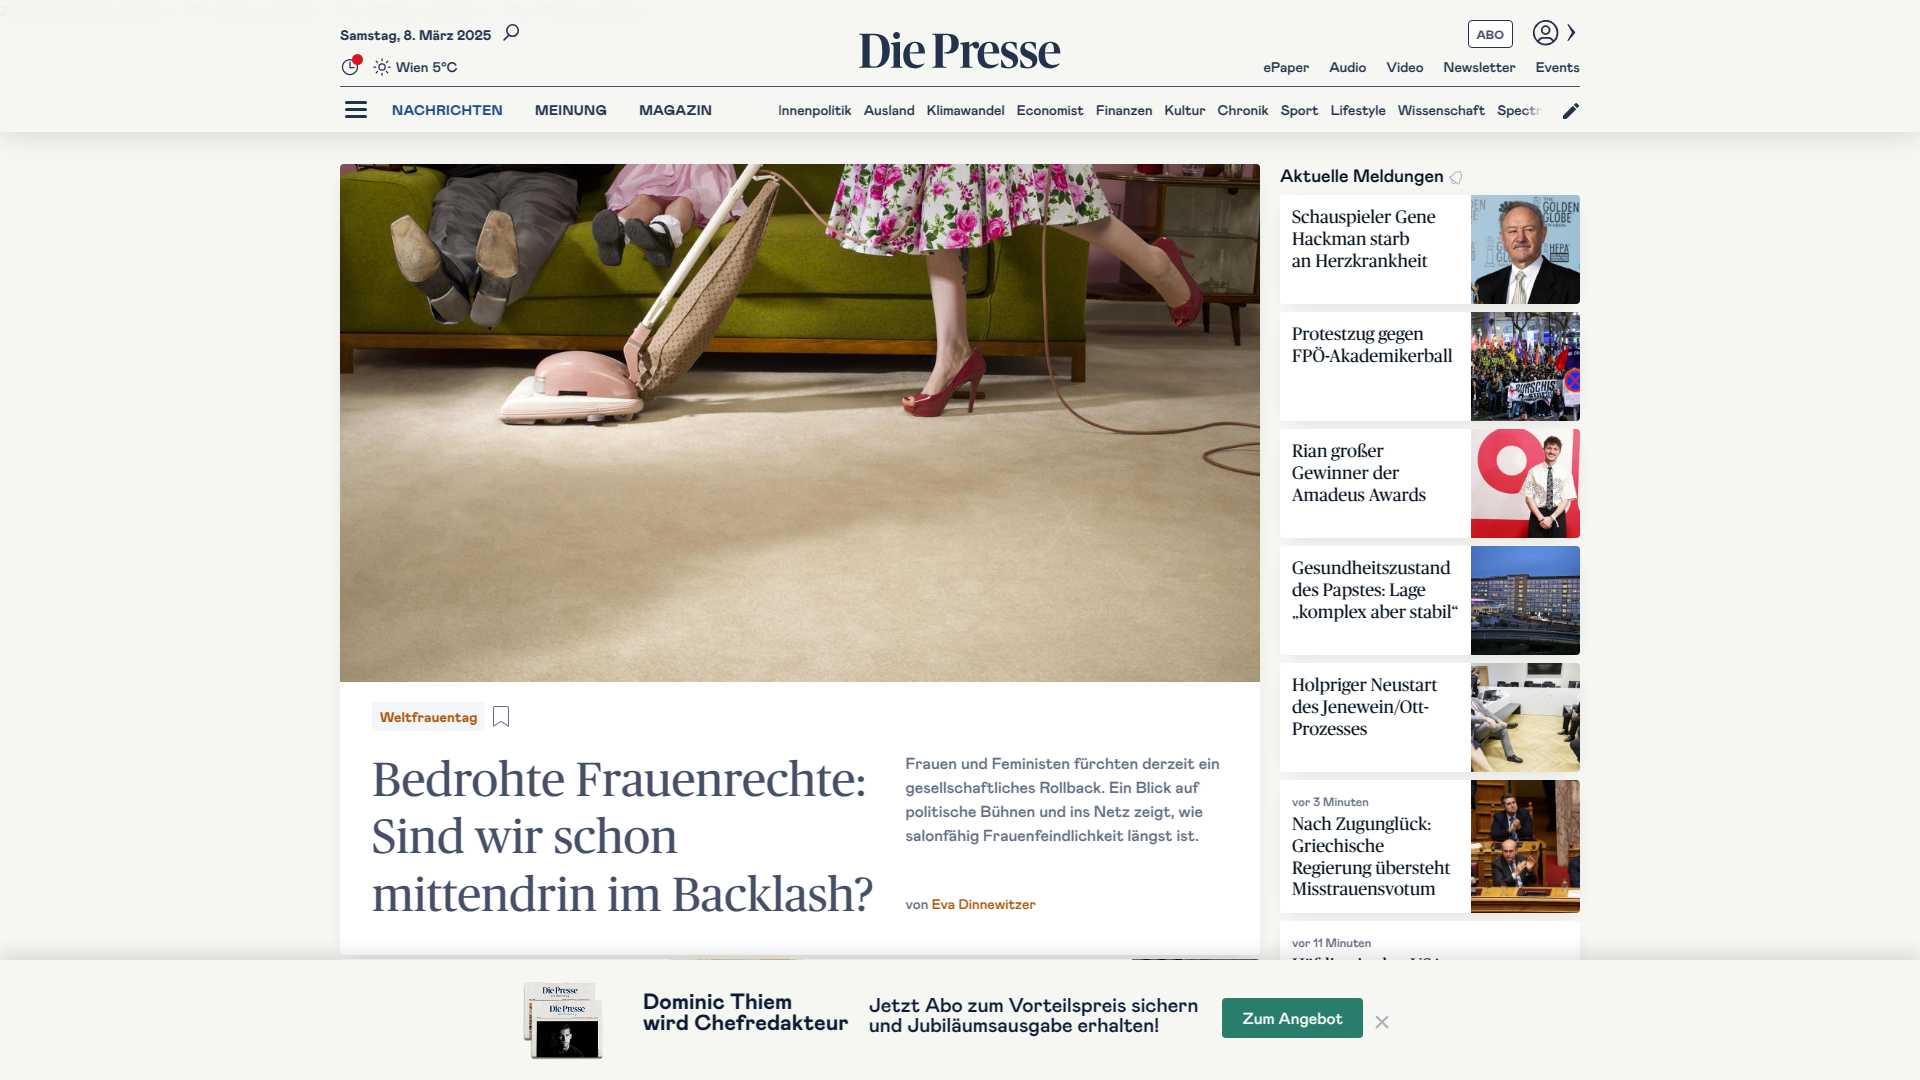 Samstag, 8. März 2025
Wien 5°C
Die Presse
ABO
ePaper Audio Video Newsletter Events
NACHRICHTEN MEINUNG MAGAZIN
Innenpolitik Ausland Klimawandel Economist Finanzen Kultur Chronik Sport Lifestyle Wissenschaft Spectr
Weltfrauentag
Bedrohte Frauenrechte:
Sind wir schon
mittendrin im Backlash?
Frauen und Feministen fürchten derzeit ein
gesellschaftliches Rollback. Ein Blick auf
politische Bühnen und ins Netz zeigt, wie
salonfähig Frauenfeindlichkeit längst ist.
von Eva Dinnewitzer
Aktuelle Meldungen
Schauspieler Gene
Hackman starb
an Herzkrankheit
THE
GOLDEN
GLOBE
HFPA
Protestzug gegen
FPÖ-Akademikerball
BURSCHIS
Rian großer
Gewinner der
Amadeus Awards
Gesundheitszustand
des Papstes: Lage
„komplex aber stabil“
Holpriger Neustart
des Jenewein/Ott-
Prozesses
vor 3 Minuten
Nach Zugunglück:
Griechische
Regierung übersteht
Misstrauensvotum
vor 11 Minuten
Die Presse
Die Presse
Dominic Thiem
wird Chefredakteur
Jetzt Abo zum Vorteilspreis sichern
und Jubiläumsausgabe erhalten!
Zum Angebot